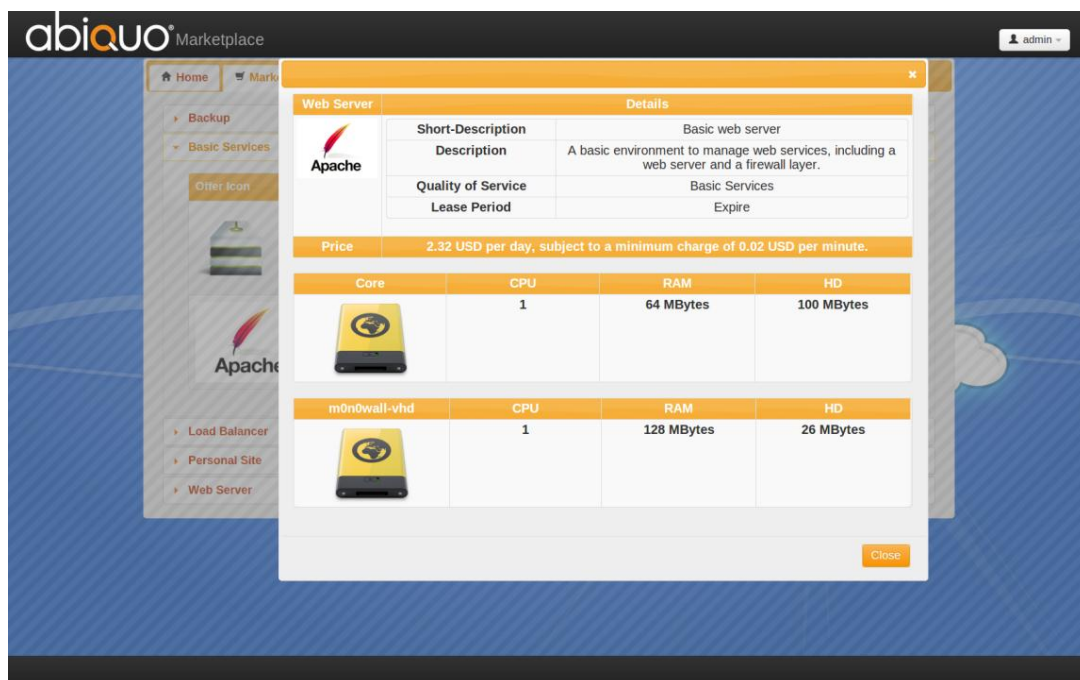 abiquo Marketplace
admin
Home
Web Server Details
Backup
Short-Description Basic web server
Basic Services
Description A basic environment to manage web services, including a
web server and a firewall layer.
Apache
Offer Icon
Quality of Service Basic Services
Lease Period Expire
Price 2.32 USD per day, subject to a minimum charge of 0.02 USD per minute.
Core CPU RAM HD
1 64 MBytes 100 MBytes
Apache
m0n0wall-vhd CPU RAM HD
1 128 MBytes 26 MBytes
Load Balancer
Personal Site
Web Server
Close